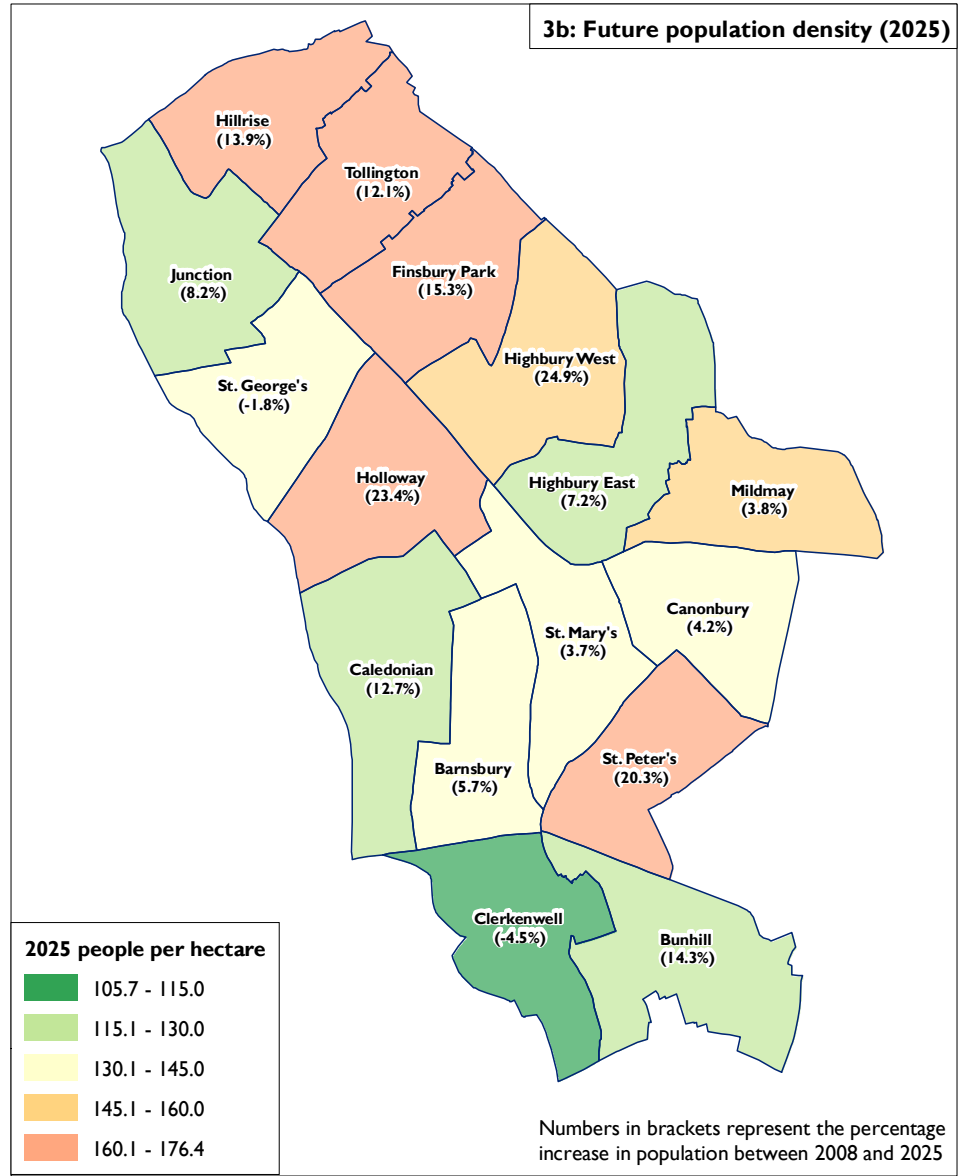 3b: Future population density (2025)
Hillrise
(13.9%)
Tollington
(12.1%)
Finsbury Park
(15.3%)
Junction
(8.2%)
Highbury West
(24.9%)
St. George's
(-1.8%)
Holloway
(23.4%)
Highbury East
(7.2%)
Mildmay
(3.8%)
Canonbury
(4.2%)
St. Mary's
(3.7%)
Caledonian
(12.7%)
Barnsbury
(5.7%)
St. Peter's
(20.3%)
Clerkenwell
(-4.5%)
Bunhill
(14.3%)
2025 people per hectare
105.7 - 115.0
115.1 - 130.0
130.1 - 145.0
145.1 - 160.0
160.1 - 176.4
Numbers in brackets represent the percentage
increase in population between 2008 and 2025